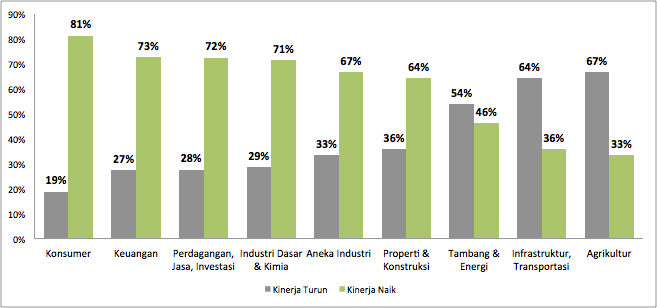 90%
80%
70%
60%
50%
40%
30%
20%
10%
0%
19%
81%
27%
73%
28%
72%
29%
71%
33%
67%
36%
64%
54%
46%
64%
36%
67%
33%
Konsumer
Keuangan
Perdagangan,
Jasa, Investasi
Industri Dasar
& Kimia
Aneka Industri
Properti &
Konstruksi
Tambang &
Energi
Infrastruktur,
Transportasi
Agrikultur
Kinerja Turun
Kinerja Naik